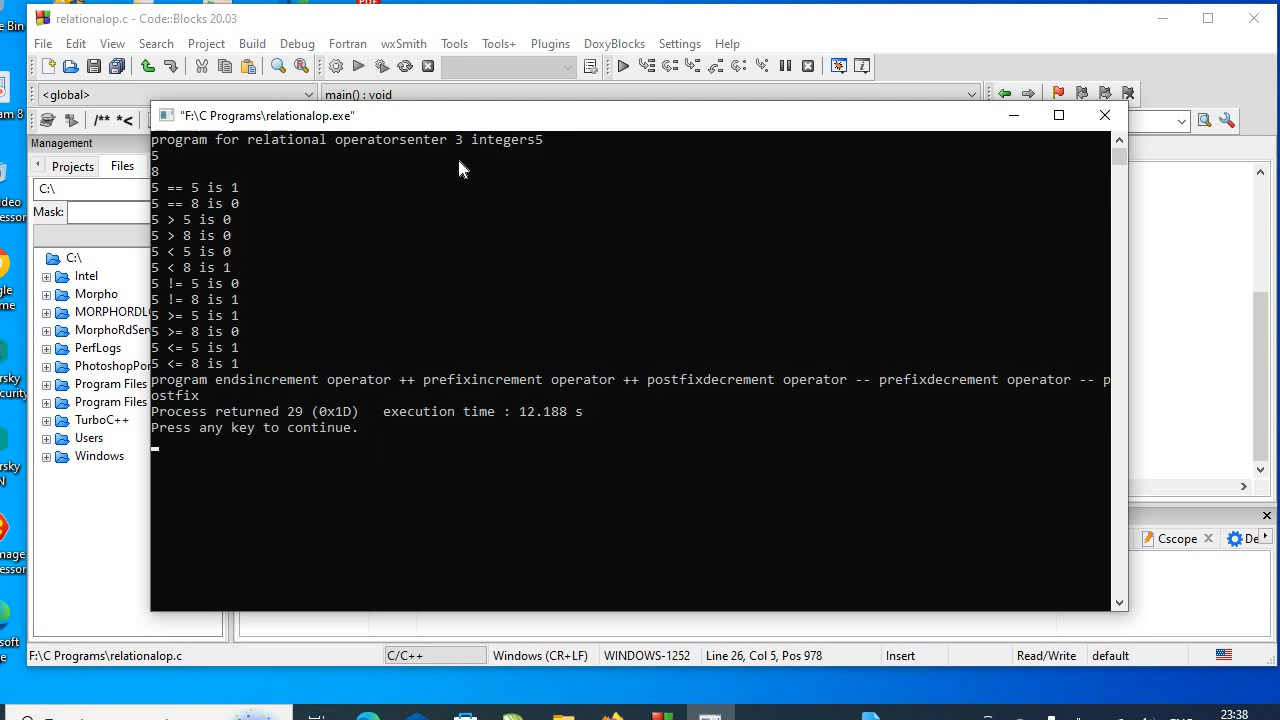 e Bin
relationalop.c - Code::Blocks 20.03
File Edit View Search Project Build Debug Fortran wxSmith Tools Tools+ Plugins DoxyBlocks Settings Help
<global>
main() : void
am 8
/** *<
"F:\C Programs\relationalop.exe"
Management
Projects Files
C:\
Mask:
C:\
Intel
Morpho
MORPHORDL
MorphoRdSer
PerfLogs
PhotoshopPor
Program Files
Program Files
TurboC++
Users
Windows
program for relational operatorsenter 3 integers5
5
8
5 == 5 is 1
5 == 8 is 0
5 > 5 is 0
5 > 8 is 0
5 < 5 is 0
5 < 8 is 1
5 != 5 is 0
5 != 8 is 1
5 >= 5 is 1
5 >= 8 is 0
5 <= 5 is 1
5 <= 8 is 1
program endsincrement operator ++ prefixincrement operator ++ postfixdecrement operator -- prefixdecrement operator -- p
ostfix
Process returned 29 (0x1D)   execution time : 12.188 s
Press any key to continue.
Cscope
De
F:\C Programs\relationalop.c
C/C++
Windows (CR+LF)
WINDOWS-1252
Line 26, Col 5, Pos 978
Insert
Read/Write
default
23:38